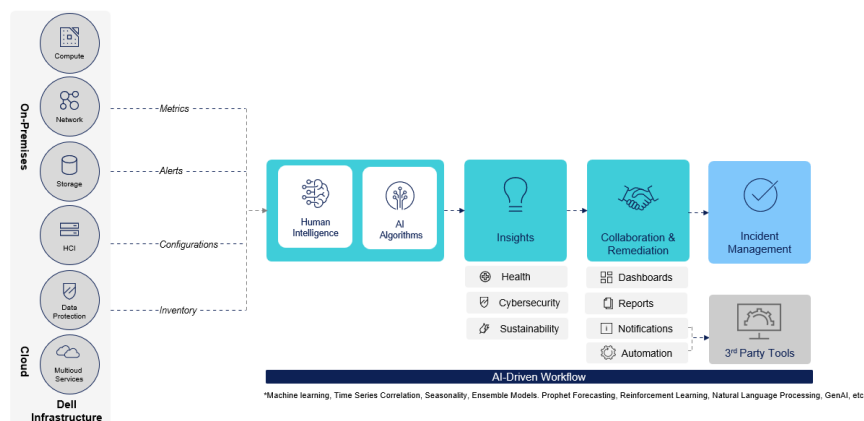 On-Premises
Compute
Network
Storage
HCI
Data
Protection
Cloud
Multioud
Services
Dell
Infrastructure
Metrics
Alerts
Configurations
Inventory
Human
Intelligence
AI
Algorithms
Insights
Health
Cybersecurity
Sustainability
Collaboration &
Remediation
Dashboards
Reports
Notifications
Automation
Incident
Management
3rd Party Tools
AI-Driven Workflow
*Machine learning, Time Series Correlation, Seasonality, Ensemble Models. Prophet Forecasting, Reinforcement Learning, Natural Language Processing, GenAI, etc